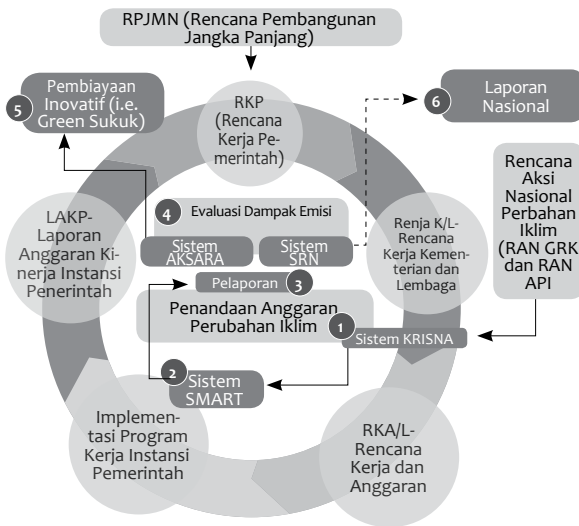 RPJMN (Rencana Pembangunan
Jangka Panjang)
5
Pembiayaan
Inovatif (i.e.
Green Sukuk)
RKP
(Rencana
Kerja Pe-
merintah)
6
Laporan
Nasional
Rencana
Aksi
Nasional
Perbahan
Iklim
(RAN GRK
dan RAN
API
LAKP-
Laporan
Anggaran Ki-
nerja Instansi
Penerintah
4
Evaluasi Dampak Emisi
Sistem
AKSARA
Sistem
SRN
Renja K/L-
Rencana
Kerja Kemen-
terian dan
Lembaga
Pelaporan
3
Penandaan Anggaran
Perubahan Iklim
1
Sistem KRISNA
2
Sistem
SMART
Implemen-
tasi Program
Kerja Instansi
Pemerintah
RKA/L-
Rencana
Kerja dan
Anggaran